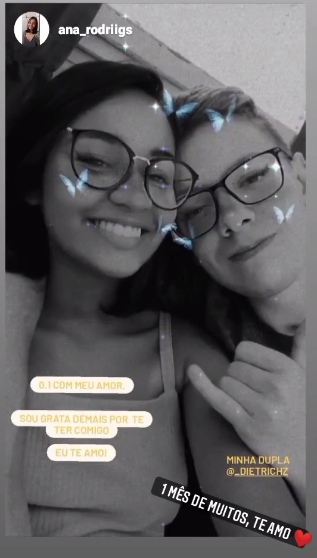 ana_rodriigs
0.1 COM MEU AMOR.
SOU GRATA DEMAIS POR TE
TER COMIGO
EU TE AMO!
MINHA DUPLA
@_DIETRICHZ
1 MÊS DE MUITOS, TE AMO ❤️